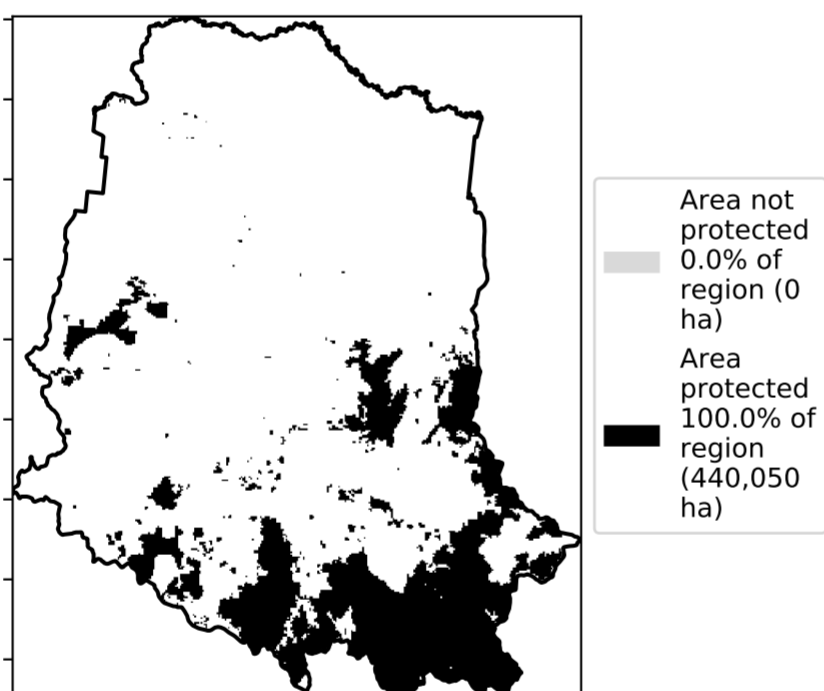 Area not
protected
0.0% of
region (0
ha)
Area
protected
100.0% of
region
(440,050
ha)